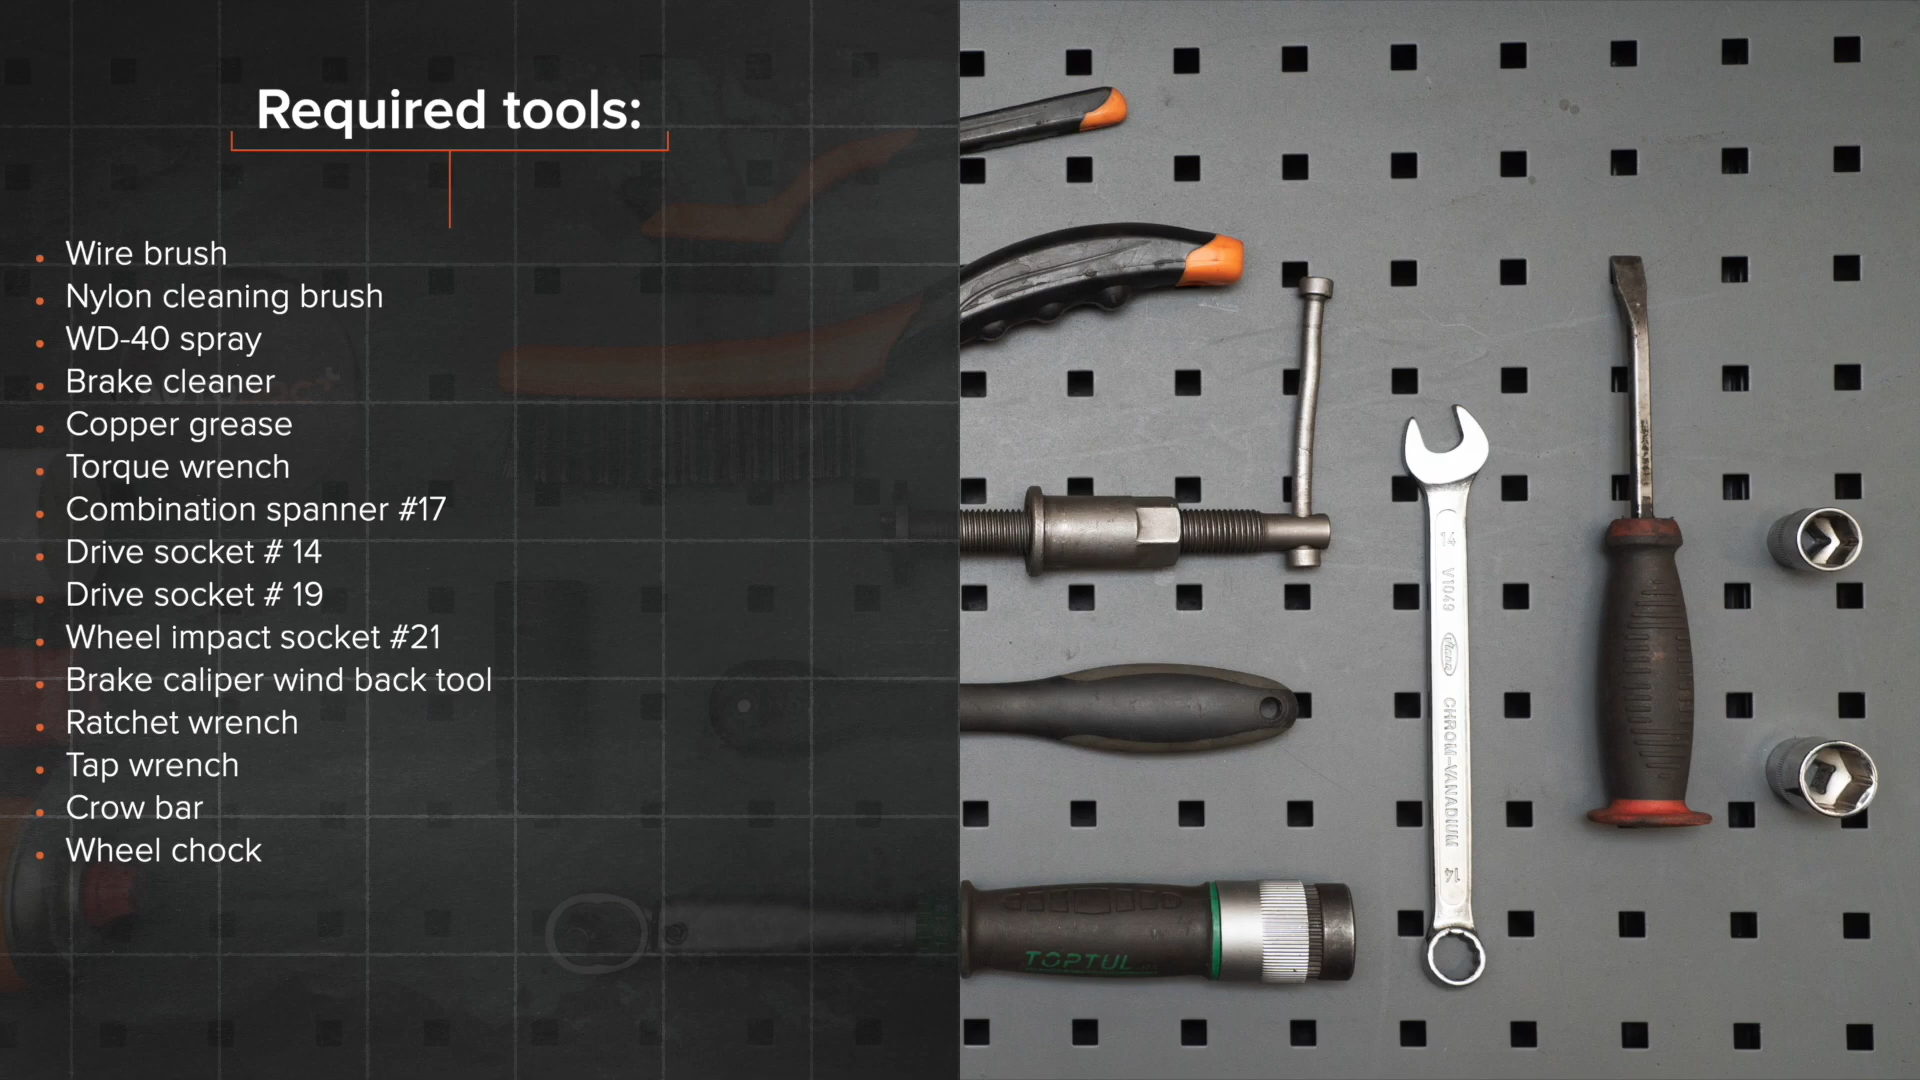 Required tools:
Wire brush
Nylon cleaning brush
WD-40 spray
Brake cleaner
Copper grease
Torque wrench
Combination spanner #17
Drive socket # 14
Drive socket # 19
Wheel impact socket #21
Brake caliper wind back tool
Ratchet wrench
Tap wrench
Crow bar
Wheel chock
14
V1049
CHROM-VANADIUM
14
TOPTUL